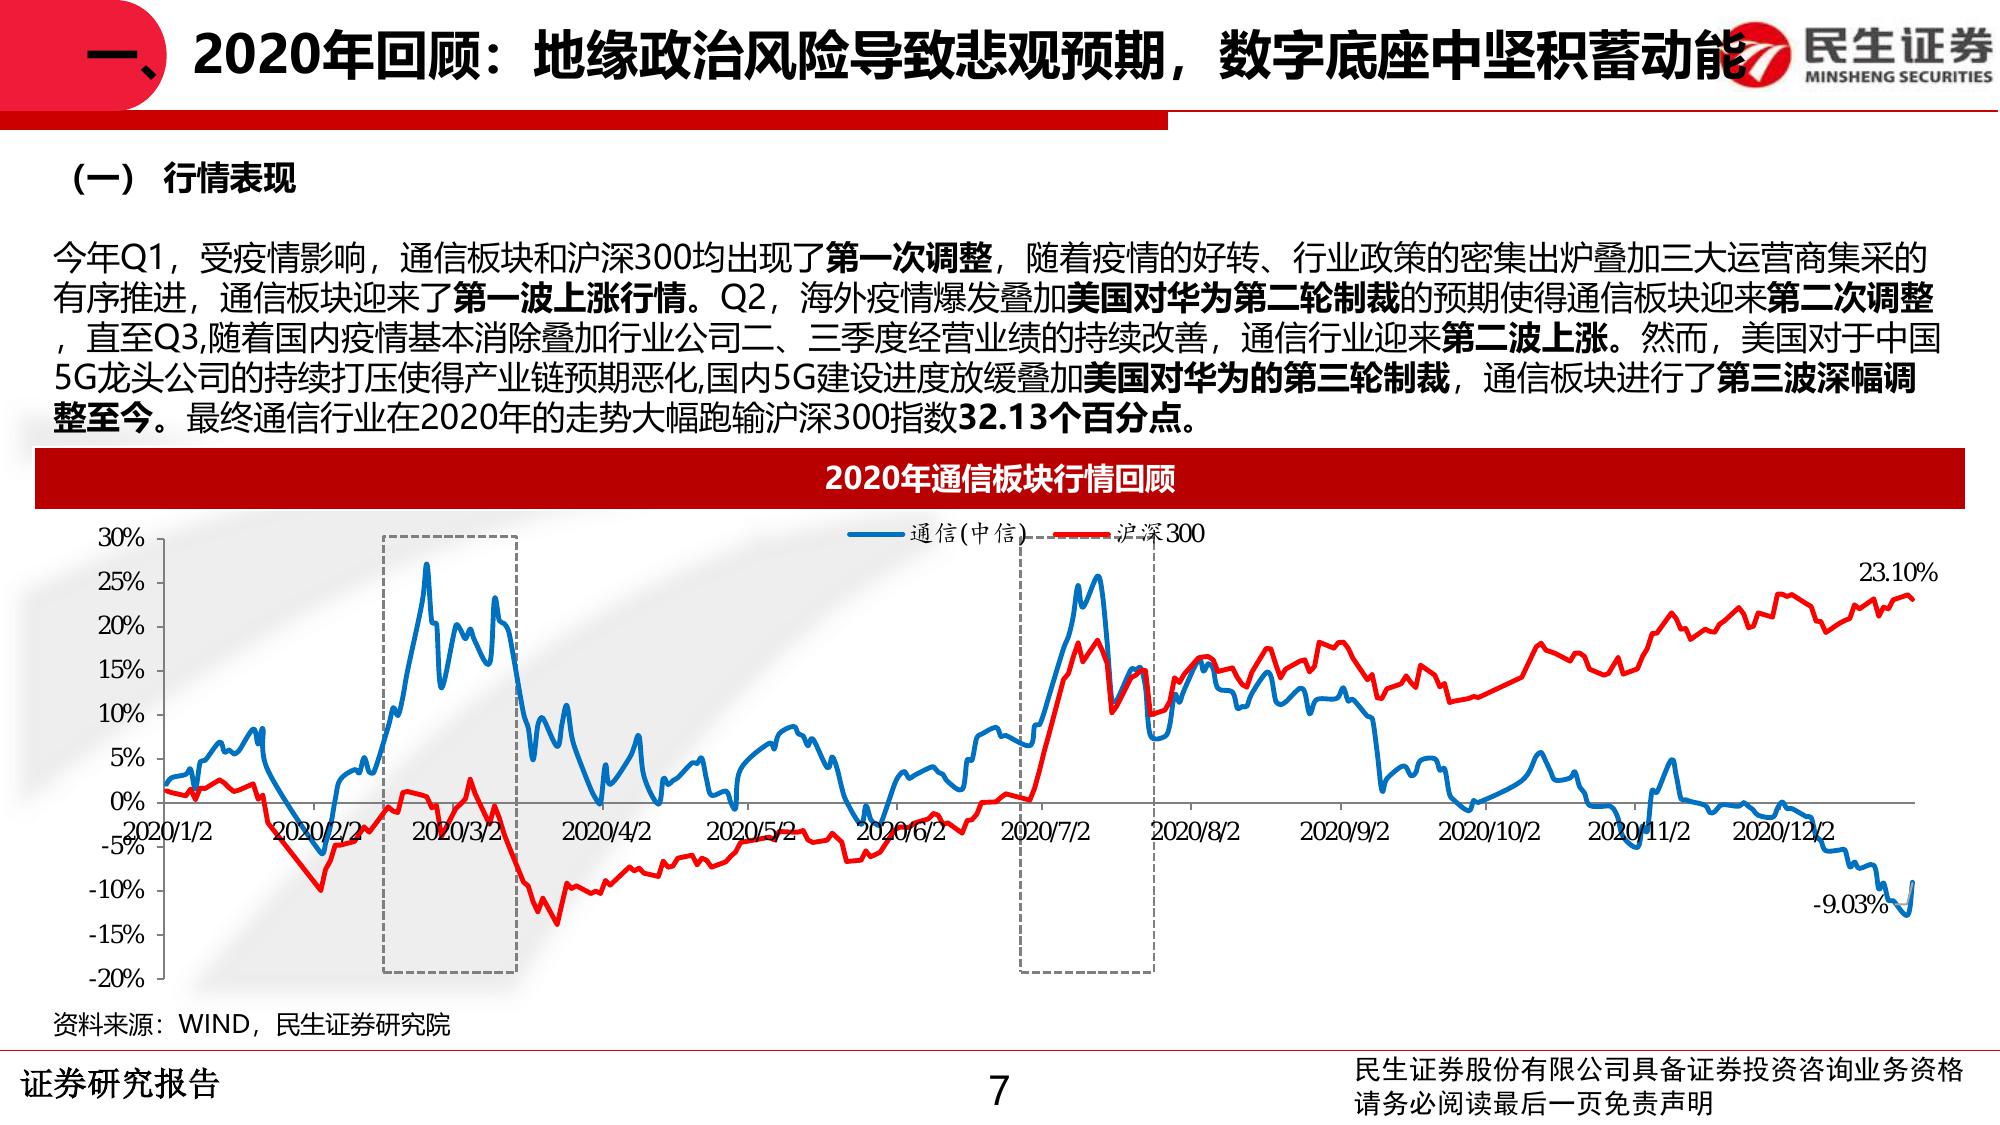 一、2020年回顾：地缘政治风险导致悲观预期，数字底座中坚积蓄动能
民生证券
MINSHENG SECURITIES
（一） 行情表现
今年Q1，受疫情影响，通信板块和沪深300均出现了第一次调整，随着疫情的好转、行业政策的密集出炉叠加三大运营商集采的
有序推进，通信板块迎来了第一波上涨行情。Q2，海外疫情爆发叠加美国对华为第二轮制裁的预期使得通信板块迎来第二次调整
，直至Q3,随着国内疫情基本消除叠加行业公司二、三季度经营业绩的持续改善，通信行业迎来第二波上涨。然而，美国对于中国
5G龙头公司的持续打压使得产业链预期恶化,国内5G建设进度放缓叠加美国对华为的第三轮制裁，通信板块进行了第三波深幅调
整至今。最终通信行业在2020年的走势大幅跑输沪深300指数32.13个百分点。
2020年通信板块行情回顾
通信(中信)
沪深300
30%
25%
20%
15%
10%
5%
0%
-5%
-10%
-15%
-20%
2020/1/2
2020/2/2
2020/3/2
2020/4/2
2020/5/2
2020/6/2
2020/7/2
2020/8/2
2020/9/2
2020/10/2
2020/11/2
2020/12/2
23.10%
-9.03%
资料来源：WIND，民生证券研究院
证券研究报告
7
民生证券股份有限公司具备证券投资咨询业务资格
请务必阅读最后一页免责声明